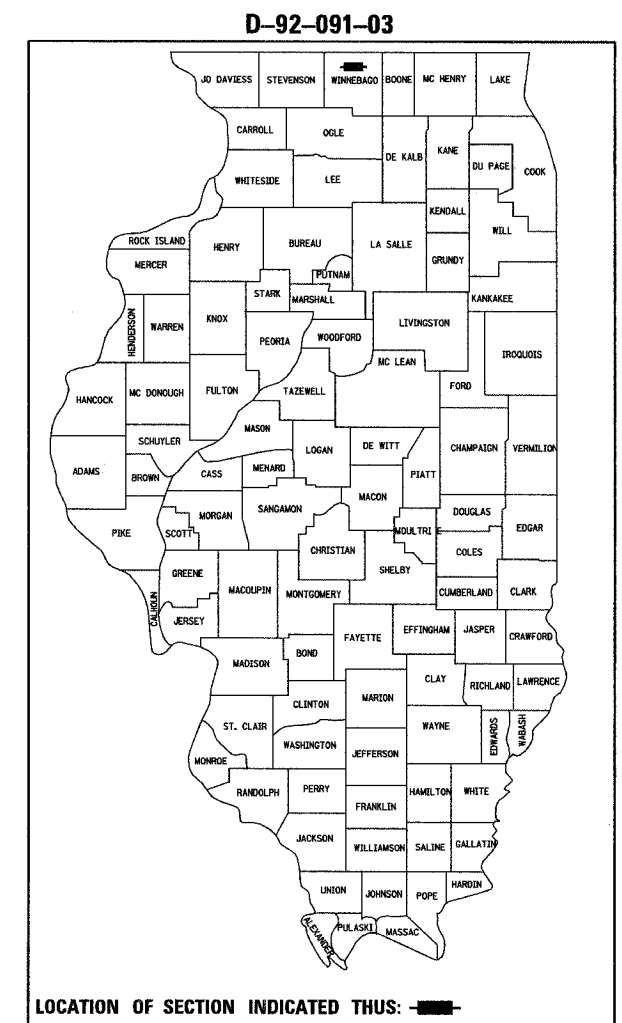 D–92–091–03
JO DAVIESS STEVENSON WINNEBAGO BOONE MC HENRY LAKE
CARROLL OGLE DE KALB KANE DU PAGE COOK
WHITESIDE LEE
KENDALL WILL
ROCK ISLAND HENRY BUREAU LA SALLE GRUNDY
MERCER PUTNAM
STARK MARSHALL KANKAKEE
HENDERSON WARREN KNOX PEORIA WOODFORD LIVINGSTON IROQUOIS
MC LEAN
HANCOCK MC DONOUGH FULTON TAZEWELL FORD
MASON
SCHUYLER LOGAN DE WITT CHAMPAIGN VERMILION
ADAMS BROWN CASS MENARD PIATT
MACON
PIKE SCOTT MORGAN SANGAMON DOUGLAS EDGAR
MOULTRIE
CHRISTIAN COLES
GREENE SHELBY
CALHOUN MACOUPIN MONTGOMERY CUMBERLAND CLARK
JERSEY
FAYETTE EFFINGHAM JASPER CRAWFORD
MADISON BOND
CLAY RICHLAND LAWRENCE
CLINTON MARION
ST. CLAIR WAYNE EDWARDS WABASH
WASHINGTON JEFFERSON
MONROE
RANDOLPH PERRY HAMILTON WHITE
FRANKLIN
JACKSON WILLIAMSON SALINE GALLATIN
UNION JOHNSON POPE HARDIN
ALEXANDER PULASKI MASSAC
LOCATION OF SECTION INDICATED THUS: